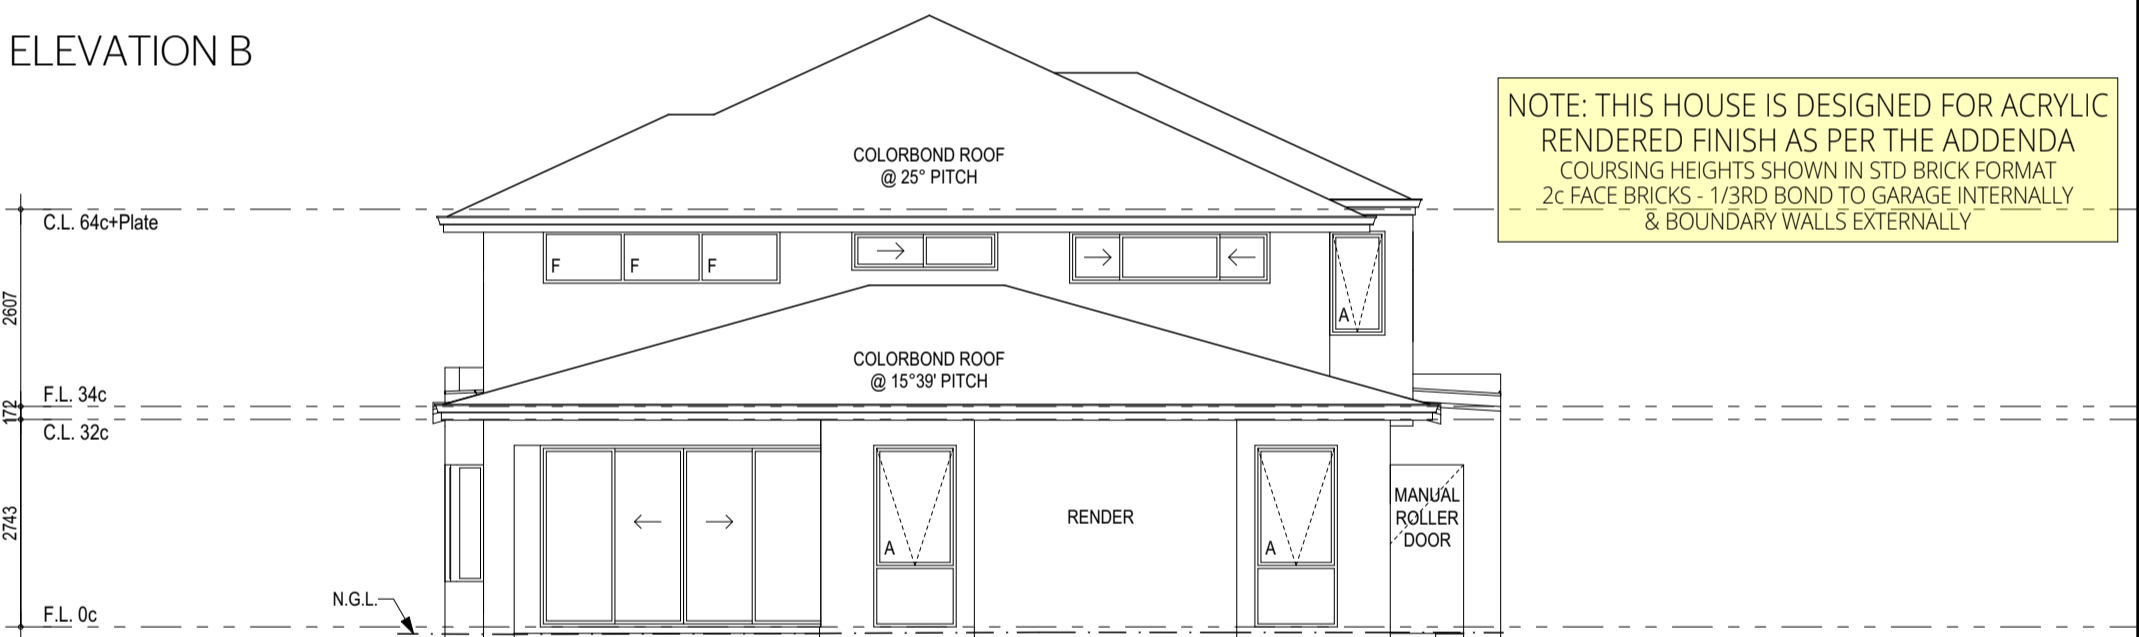 ELEVATION B
NOTE: THIS HOUSE IS DESIGNED FOR ACRYLIC
RENDERED FINISH AS PER THE ADDENDA
COURSING HEIGHTS SHOWN IN STD BRICK FORMAT
2c FACE BRICKS - 1/3RD BOND TO GARAGE INTERNALLY
& BOUNDARY WALLS EXTERNALLY
COLORBOND ROOF
@ 25° PITCH
C.L. 64c+Plate
F
F
F
A
2607
COLORBOND ROOF
@ 15°39' PITCH
F.L. 34c
172
C.L. 32c
2743
RENDER
MANUAL
ROLLER
DOOR
A
A
N.G.L.
F.L. 0c